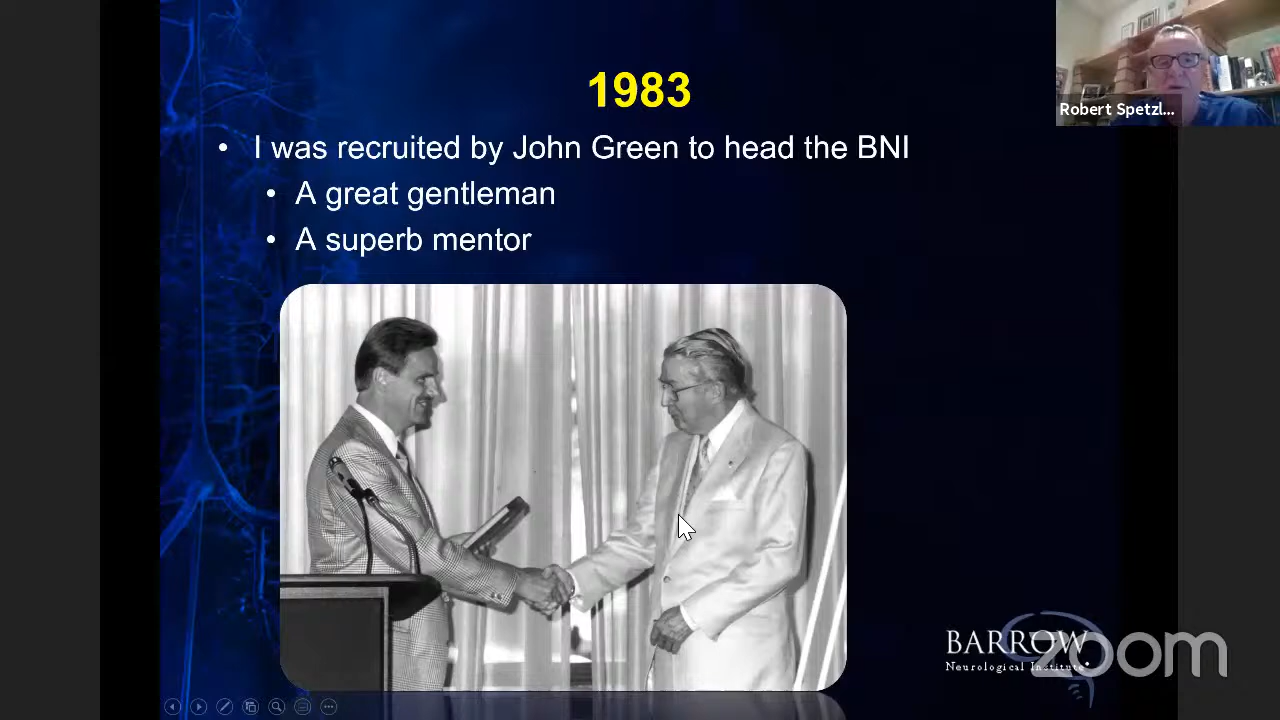 1983
Robert Spetzl...
• I was recruited by John Green to head the BNI
• A great gentleman
• A superb mentor
BARROW
Neurological Institute
zoom